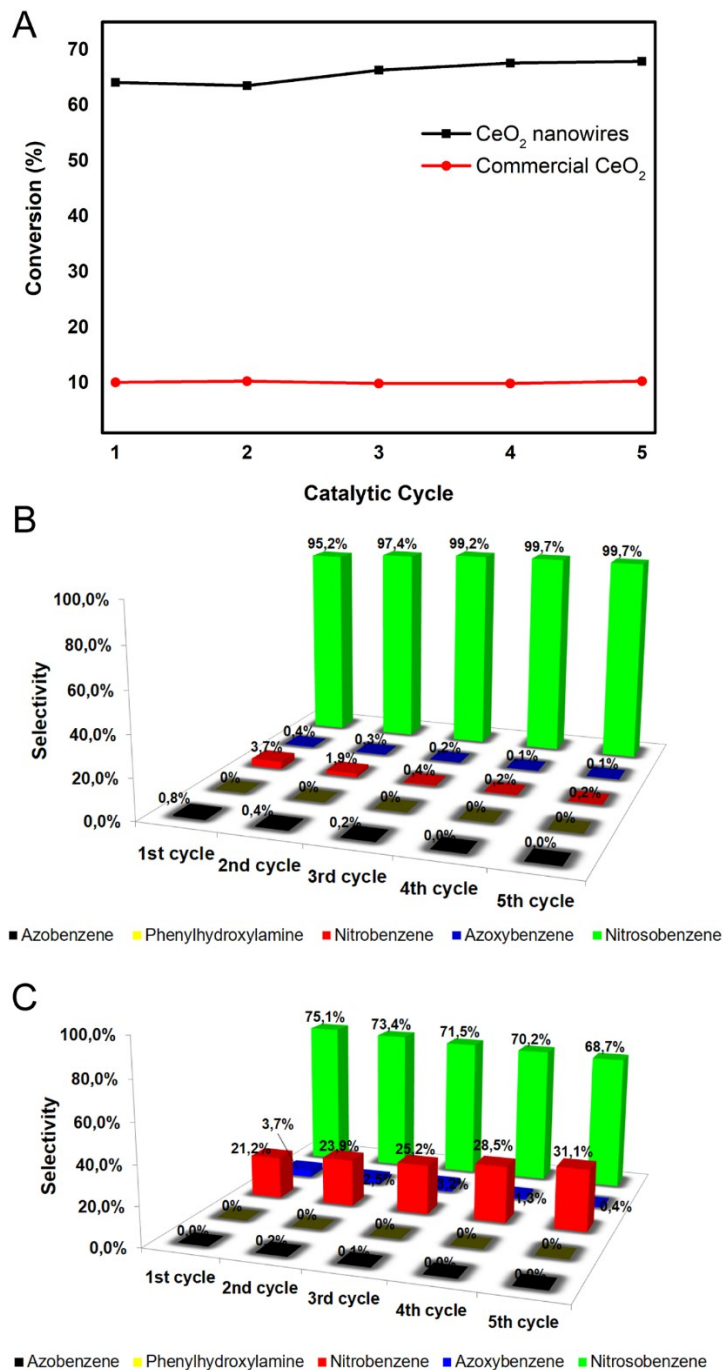 A
70
60
50
40
30
20
10
Conversion (%)
CeO2 nanowires
Commercial CeO2
1 2 3 4 5
Catalytic Cycle
B
95,2% 97,4% 99,2% 99,7% 99,7%
100,0%
80,0%
60,0%
40,0%
20,0%
0,0%
Selectivity
0,4% 0,3% 0,2% 0,1% 0,1%
3,7% 1,9% 0,4% 0,2% 0,2%
0% 0% 0% 0% 0%
0,8% 0,4% 0,2% 0,0% 0,0%
1st cycle 2nd cycle 3rd cycle 4th cycle 5th cycle
Azobenzene Phenylhydroxylamine Nitrobenzene Azoxybenzene Nitrosobenzene
C
75,1% 73,4% 71,5% 70,2% 68,7%
100,0%
80,0%
60,0%
40,0%
20,0%
0,0%
Selectivity
3,7% 2,5% 3,2% 1,3% 0,4%
21,2% 23,9% 25,2% 28,5% 31,1%
0% 0% 0% 0% 0%
0,0% 0,2% 0,1% 0,0% 0,0%
1st cycle 2nd cycle 3rd cycle 4th cycle 5th cycle
Azobenzene Phenylhydroxylamine Nitrobenzene Azoxybenzene Nitrosobenzene